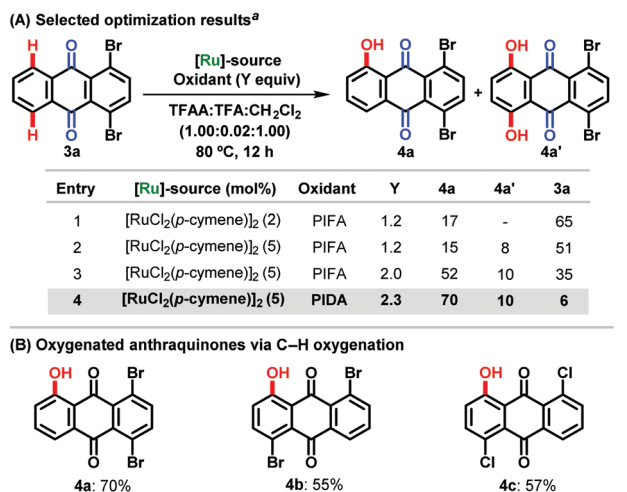 (A) Selected optimization results^a
H
O
Br
H
O
Br
3a
[Ru]-source
Oxidant (Y equiv)
TFAA:TFA:CH₂Cl₂
(1.00:0.02:1.00)
80 ºC, 12 h
OH
O
Br
O
Br
4a
+
OH
O
Br
OH
O
Br
4a'
Entry [Ru]-source (mol%) Oxidant Y 4a 4a' 3a
1 [RuCl₂(p-cymene)]₂ (2) PIFA 1.2 17 - 65
2 [RuCl₂(p-cymene)]₂ (5) PIFA 1.2 15 8 51
3 [RuCl₂(p-cymene)]₂ (5) PIFA 2.0 52 10 35
4 [RuCl₂(p-cymene)]₂ (5) PIDA 2.3 70 10 6
(B) Oxygenated anthraquinones via C–H oxygenation
OH
O
Br
O
Br
4a: 70%
OH
O
Br
Br
O
4b: 55%
OH
O
Cl
Cl
O
4c: 57%